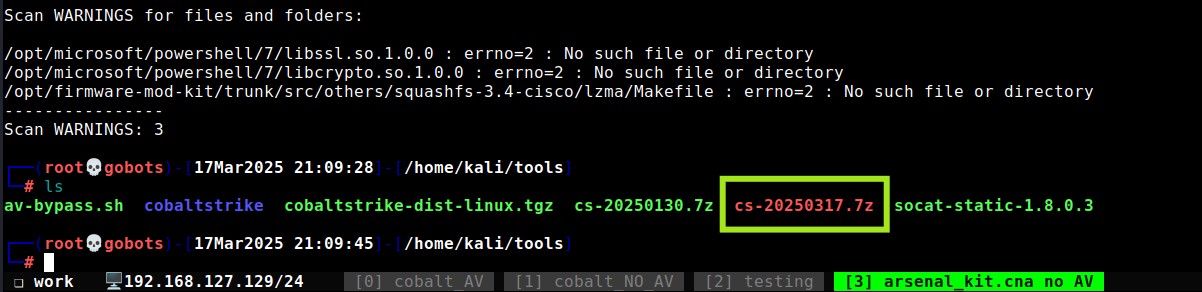 Scan WARNINGS for files and folders:
/opt/microsoft/powershell/7/libssl.so.1.0.0 : errno=2 : No such file or directory
/opt/microsoft/powershell/7/libcrypto.so.1.0.0 : errno=2 : No such file or directory
/opt/firmware-mod-kit/trunk/src/others/squashfs-3.4-cisco/lzma/Makefile : errno=2 : No such file or directory
----------------
Scan WARNINGS: 3
┌──(root💀gobots)-[17Mar2025 21:09:28]-[/home/kali/tools]
└─# ls
av-bypass.sh cobaltstrike cobaltstrike-dist-linux.tgz cs-20250130.7z cs-20250317.7z socat-static-1.8.0.3
┌──(root💀gobots)-[17Mar2025 21:09:45]-[/home/kali/tools]
└─#
❏ work 🖥️192.168.127.129/24 [0] cobalt_AV [1] cobalt_NO_AV [2] testing [3] arsenal_kit.cna no AV